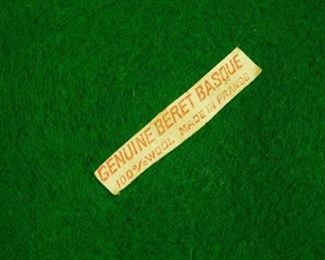 GENUINE BERET BASQUE
100% WOOL MADE IN FRANCE